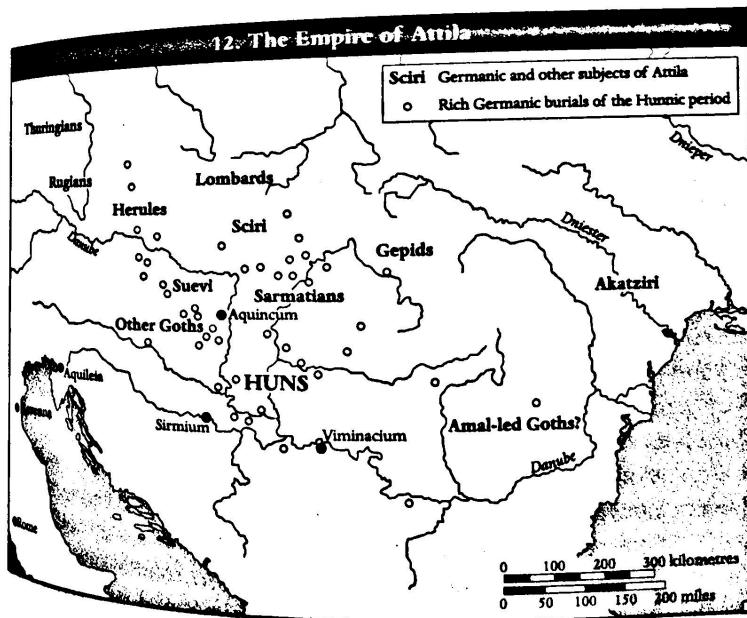 12. The Empire of Attila
Sciri Germanic and other subjects of Attila
Rich Germanic burials of the Hunnic period
Thuringians
Dnieper
Rugians
Lombards
Herules
Sciri
Dniester
Danube
Gepids
Akatziri
Suevi
Sarmatians
Other Goths
Aquincum
Aquileia
HUNS
Sirmium
Viminacium
Amal-led Goths?
Danube
Rome
0 100 200 300 kilometres
0 50 100 150 200 miles